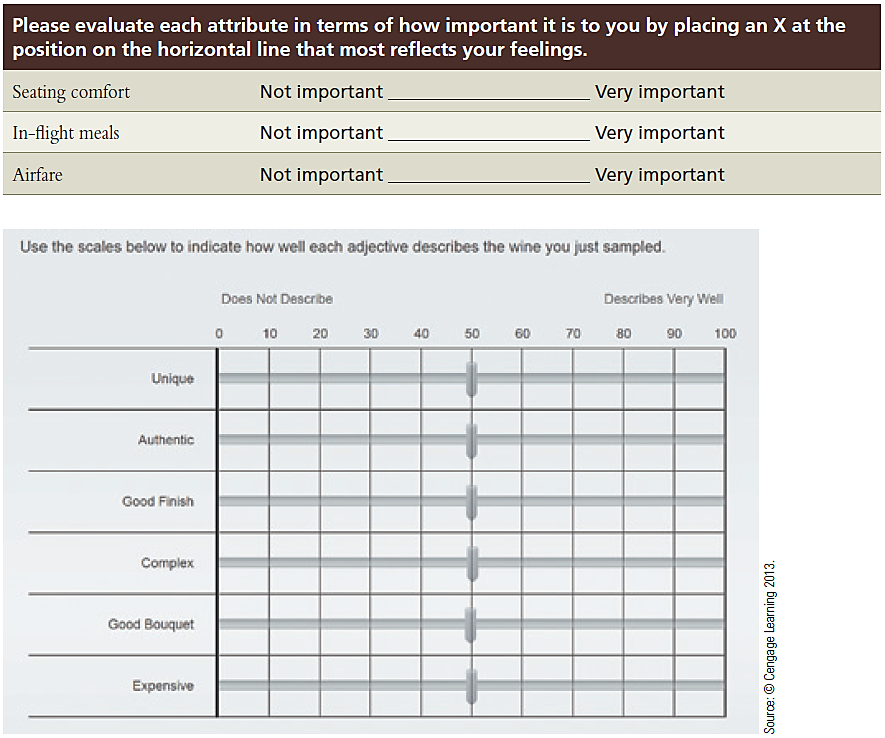 Please evaluate each attribute in terms of how important it is to you by placing an X at the
position on the horizontal line that most reflects your feelings.
Seating comfort Not important ____________________ Very important
In-flight meals Not important ____________________ Very important
Airfare Not important ____________________ Very important
Use the scales below to indicate how well each adjective describes the wine you just sampled.
Does Not Describe Describes Very Well
0 10 20 30 40 50 60 70 80 90 100
Unique
Authentic
Good Finish
Complex
Good Bouquet
Expensive
Source: © Cengage Learning 2013.